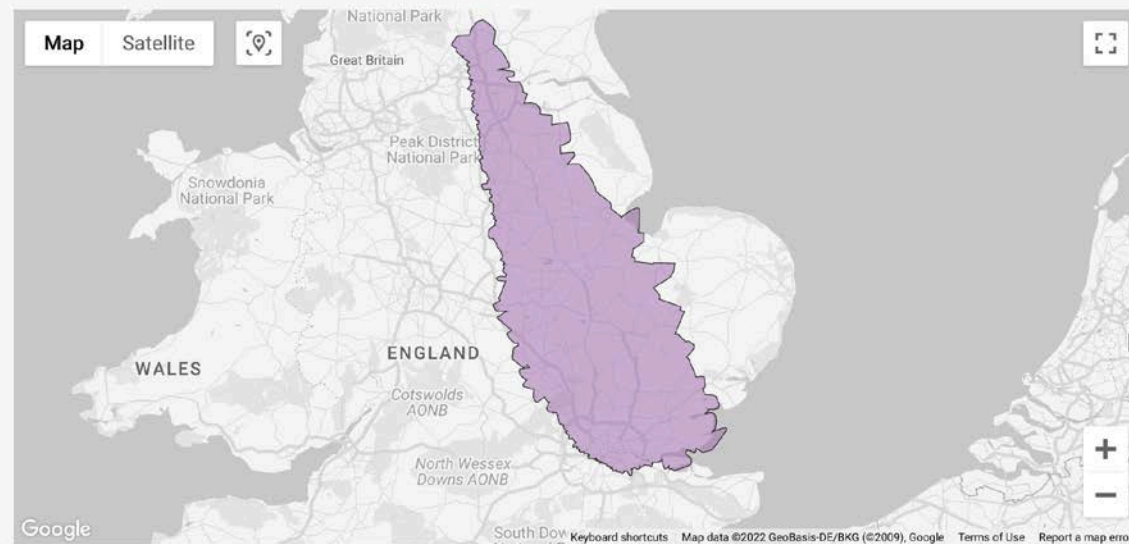 National Park
Map
Satellite
Great Britain
Peak District
National Park
Snowdonia
National Park
ENGLAND
WALES
Cotswolds
AONB
North Wessex
Downs AONB
South Dow
Google
Keyboard shortcuts
Map data ©2022 GeoBasis-DE/BKG (©2009), Google
Terms of Use
Report a map erro